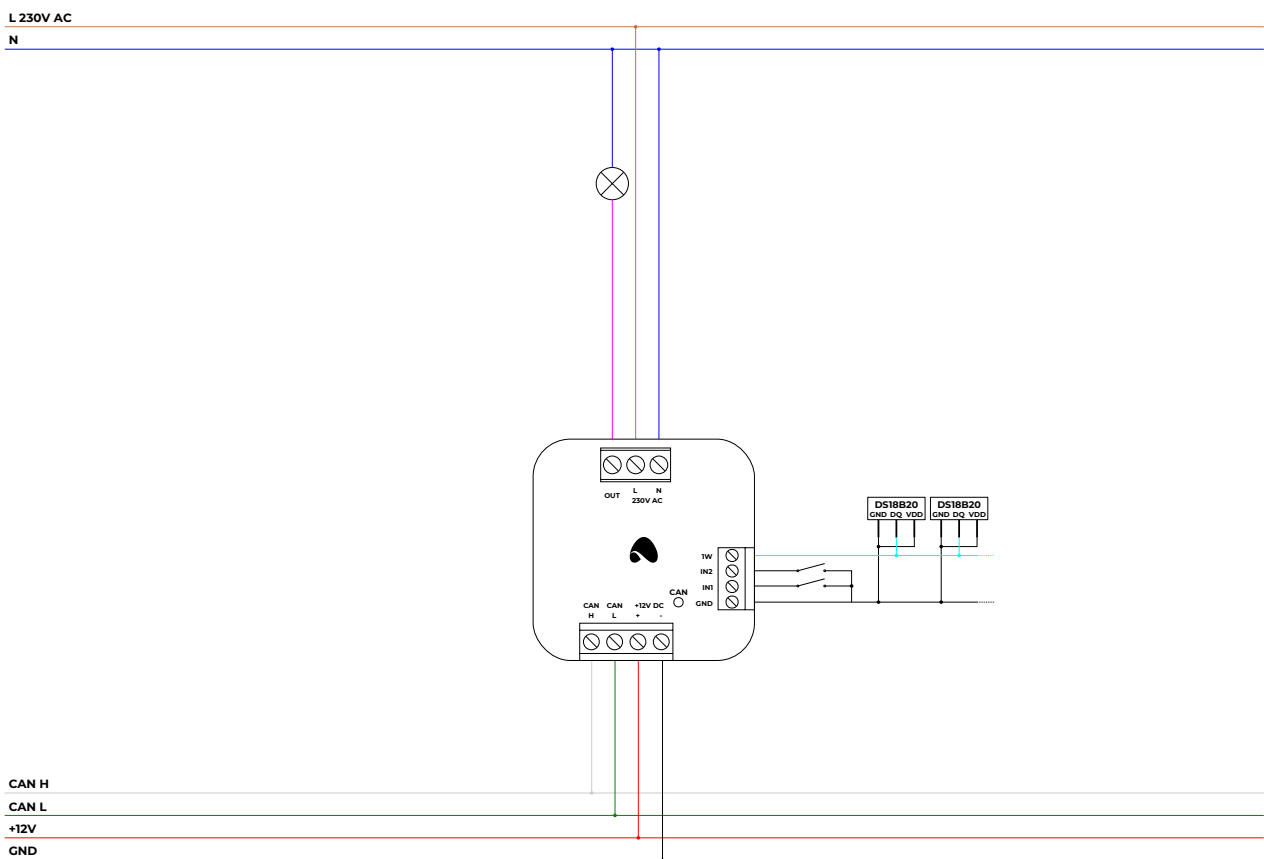 L 230V AC
N
OUT L N
230V AC
DS18B20 DS18B20
GND DQ VDD GND DQ VDD
1W
IN2
IN1
GND
CAN
CAN CAN +12V DC
H L + -
CAN H
CAN L
+12V
GND